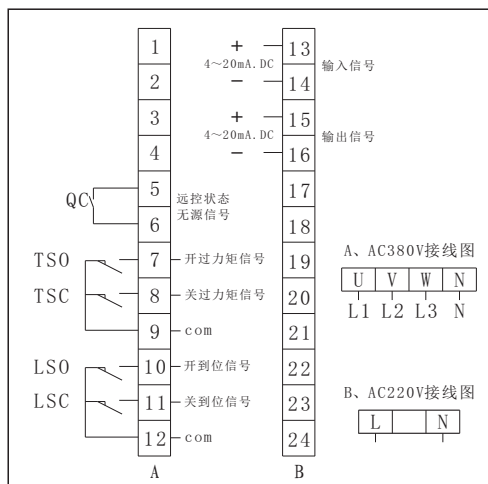 1
2
3
4
QC
5
6
远控状态
无源信号
TSO
7
开过力矩信号
TSC
8
关过力矩信号
9
com
LSO
10
开到位信号
LSC
11
关到位信号
12
com
A
+
13
4～20mA.DC
输入信号
−
14
+
15
4～20mA.DC
输出信号
−
16
17
18
19
20
21
22
23
24
B
A、AC380V接线图
U V W N
L1 L2 L3 N
B、AC220V接线图
L N